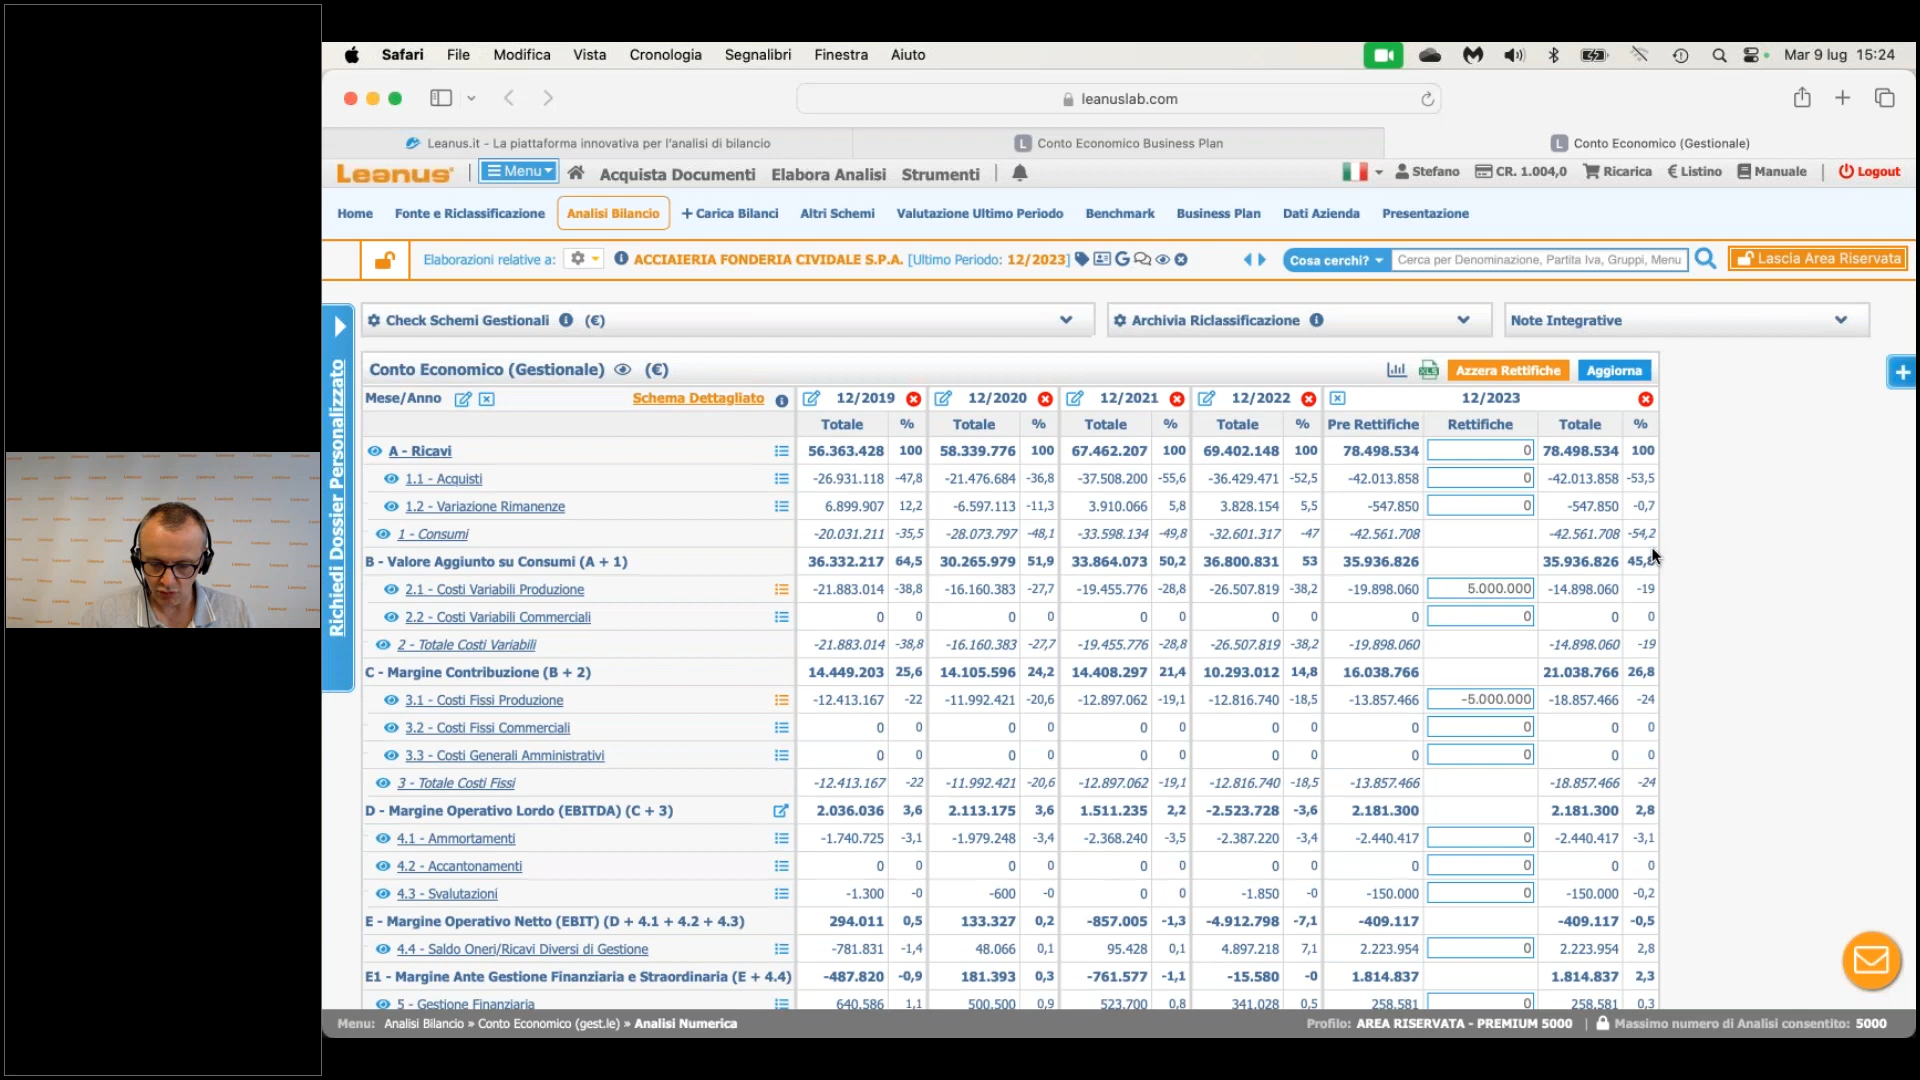 Safari File Modifica Vista Cronologia Segnalibri Finestra Aiuto Mar 9 lug 15:24
leanuslab.com
Leanus.it - La piattaforma innovativa per l'analisi di bilancio L Conto Economico Business Plan L Conto Economico (Gestionale)
Leanus | Menu Acquista Documenti Elabora Analisi Strumenti | Stefano CR. 1.004,0 Ricarica € Listino Manuale | Logout
Home Fonte e Riclassificazione Analisi Bilancio + Carica Bilanci Altri Schemi Valutazione Ultimo Periodo Benchmark Business Plan Dati Azienda Presentazione
Elaborazioni relative a: ACCIAIERIA FONDERIA CIVIDALE S.P.A. [Ultimo Periodo: 12/2023] G Cosa cerchi? Cerca per Denominazione, Partita Iva, Gruppi, Menu Lascia Area Riservata
Richiedi Dossier Personalizzato
Check Schemi Gestionali (€) Archivia Riclassificazione Note Integrative
Conto Economico (Gestionale) (€) XLS Azzera Rettifiche Aggiorna
Mese/Anno Schema Dettagliato 12/2019 12/2020 12/2021 12/2022 12/2023
Totale % Totale % Totale % Totale % Pre Rettifiche Rettifiche Totale %
A - Ricavi 56.363.428 100 58.339.776 100 67.462.207 100 69.402.148 100 78.498.534 0 78.498.534 100
1.1 - Acquisti -26.931.118 -47,8 -21.476.684 -36,8 -37.508.200 -55,6 -36.429.471 -52,5 -42.013.858 0 -42.013.858 -53,5
1.2 - Variazione Rimanenze 6.899.907 12,2 -6.597.113 -11,3 3.910.066 5,8 3.828.154 5,5 -547.850 0 -547.850 -0,7
1 - Consumi -20.031.211 -35,5 -28.073.797 -48,1 -33.598.134 -49,8 -32.601.317 -47 -42.561.708 -42.561.708 -54,2
B - Valore Aggiunto su Consumi (A + 1) 36.332.217 64,5 30.265.979 51,9 33.864.073 50,2 36.800.831 53 35.936.826 35.936.826 45,8
2.1 - Costi Variabili Produzione -21.883.014 -38,8 -16.160.383 -27,7 -19.455.776 -28,8 -26.507.819 -38,2 -19.898.060 5.000.000 -14.898.060 -19
2.2 - Costi Variabili Commerciali 0 0 0 0 0 0 0 0 0 0 0 0
2 - Totale Costi Variabili -21.883.014 -38,8 -16.160.383 -27,7 -19.455.776 -28,8 -26.507.819 -38,2 -19.898.060 -14.898.060 -19
C - Margine Contribuzione (B + 2) 14.449.203 25,6 14.105.596 24,2 14.408.297 21,4 10.293.012 14,8 16.038.766 21.038.766 26,8
3.1 - Costi Fissi Produzione -12.413.167 -22 -11.992.421 -20,6 -12.897.062 -19,1 -12.816.740 -18,5 -13.857.466 -5.000.000 -18.857.466 -24
3.2 - Costi Fissi Commerciali 0 0 0 0 0 0 0 0 0 0 0 0
3.3 - Costi Generali Amministrativi 0 0 0 0 0 0 0 0 0 0 0 0
3 - Totale Costi Fissi -12.413.167 -22 -11.992.421 -20,6 -12.897.062 -19,1 -12.816.740 -18,5 -13.857.466 -18.857.466 -24
D - Margine Operativo Lordo (EBITDA) (C + 3) 2.036.036 3,6 2.113.175 3,6 1.511.235 2,2 -2.523.728 -3,6 2.181.300 2.181.300 2,8
4.1 - Ammortamenti -1.740.725 -3,1 -1.979.248 -3,4 -2.368.240 -3,5 -2.387.220 -3,4 -2.440.417 0 -2.440.417 -3,1
4.2 - Accantonamenti 0 0 0 0 0 0 0 0 0 0 0 0
4.3 - Svalutazioni -1.300 -0 -600 -0 0 0 -1.850 -0 -150.000 0 -150.000 -0,2
E - Margine Operativo Netto (EBIT) (D + 4.1 + 4.2 + 4.3) 294.011 0,5 133.327 0,2 -857.005 -1,3 -4.912.798 -7,1 -409.117 -409.117 -0,5
4.4 - Saldo Oneri/Ricavi Diversi di Gestione -781.831 -1,4 48.066 0,1 95.428 0,1 4.897.218 7,1 2.223.954 0 2.223.954 2,8
E1 - Margine Ante Gestione Finanziaria e Straordinaria (E + 4.4) -487.820 -0,9 181.393 0,3 -761.577 -1,1 -15.580 -0 1.814.837 1.814.837 2,3
5 - Gestione Finanziaria 640.586 1,1 500.500 0,9 523.700 0,8 341.028 0,5 258.581 0 258.581 0,3
Menu: Analisi Bilancio » Conto Economico (gest.le) » Analisi Numerica Profilo: AREA RISERVATA - PREMIUM 5000 | Massimo numero di Analisi consentito: 5000